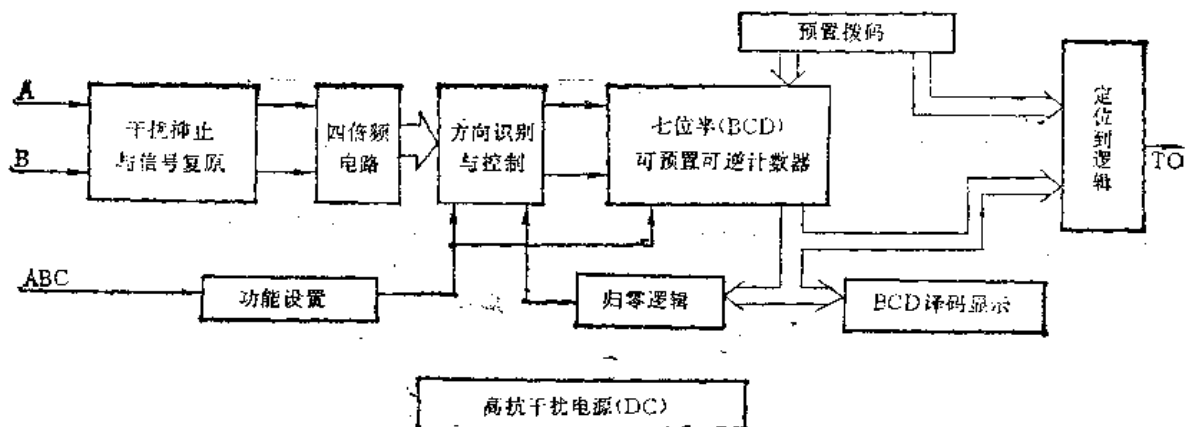 预置拨码
A
B
干扰抑止
与信号复原
四倍频
电路
方向识别
与控制
七位半(BCD)
可预置可逆计数器
定位到逻辑
TO
ABC
功能设置
归零逻辑
BCD译码显示
高抗干扰电源(DC)